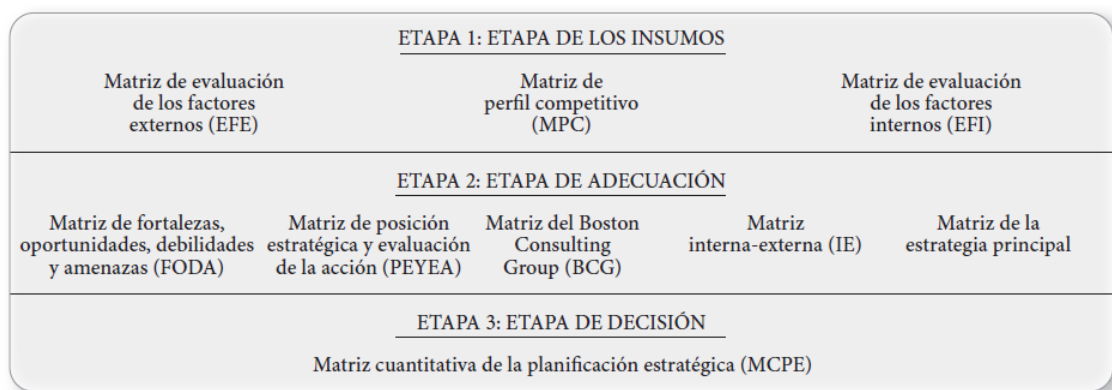 ETAPA 1: ETAPA DE LOS INSUMOS
Matriz de evaluación
de los factores
externos (EFE)
Matriz de
perfil competitivo
(MPC)
Matriz de evaluación
de los factores
internos (EFI)
ETAPA 2: ETAPA DE ADECUACIÓN
Matriz de fortalezas,
oportunidades, debilidades
y amenazas (FODA)
Matriz de posición
estratégica y evaluación
de la acción (PEYEA)
Matriz del Boston
Consulting
Group (BCG)
Matriz
interna-externa (IE)
Matriz de la
estrategia principal
ETAPA 3: ETAPA DE DECISIÓN
Matriz cuantitativa de la planificación estratégica (MCPE)